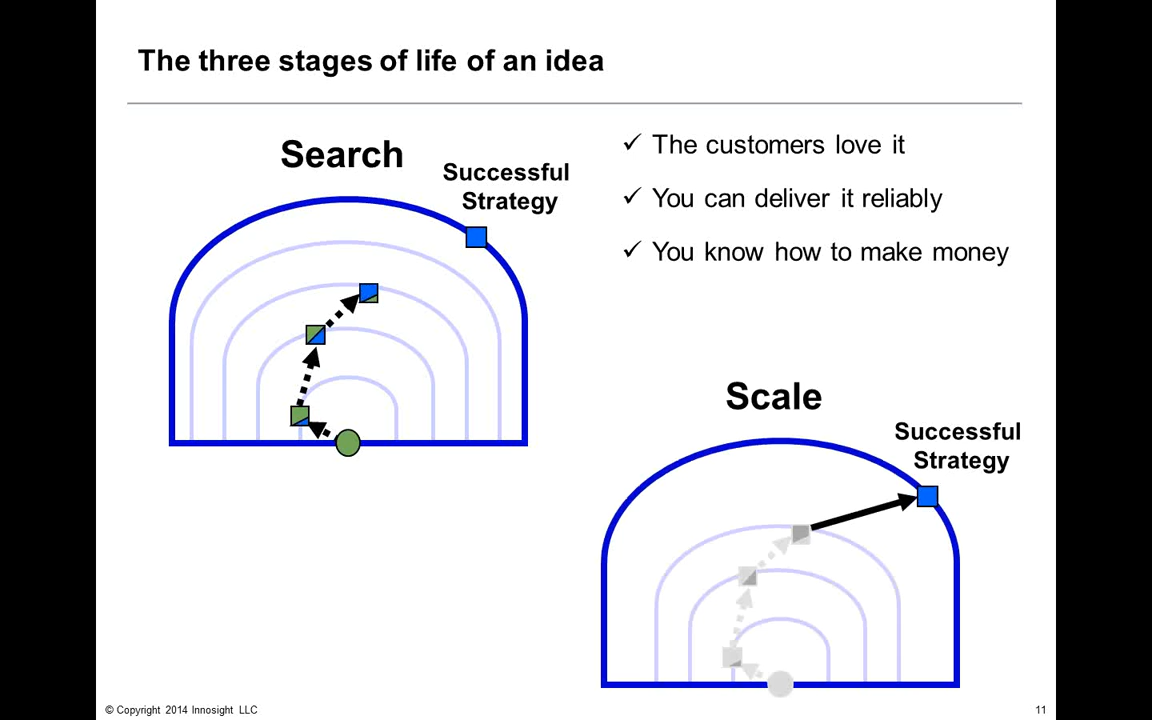 The three stages of life of an idea
Search
Successful
Strategy
✓ The customers love it
✓ You can deliver it reliably
✓ You know how to make money
Scale
Successful
Strategy
© Copyright 2014 Innosight LLC
11